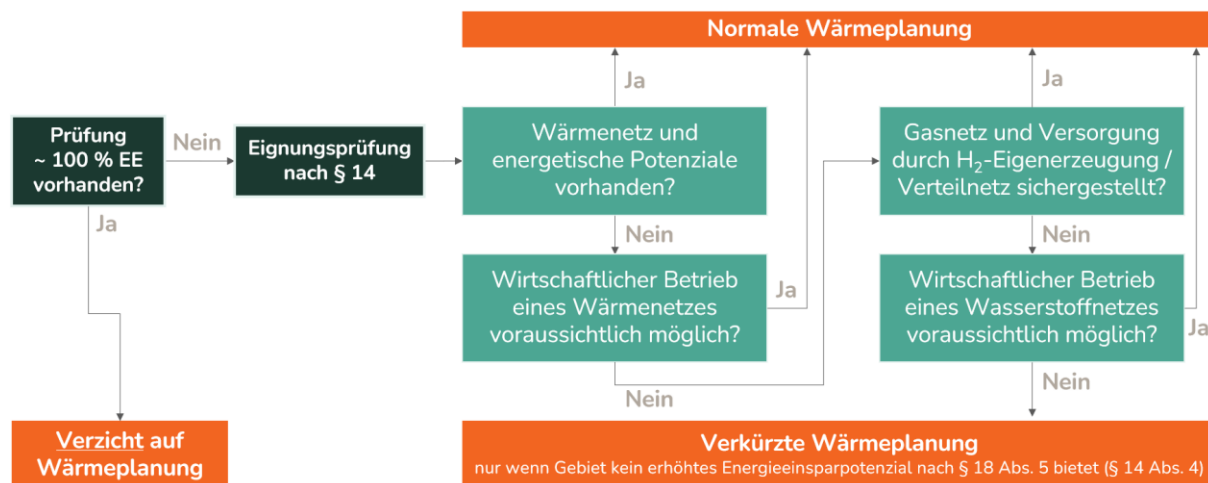 Normale Wärmeplanung
Ja
Ja
Prüfung
~ 100 % EE
vorhanden?
Nein
Eignungsprüfung
nach § 14
Wärmenetz und
energetische Potenziale
vorhanden?
Gasnetz und Versorgung
durch H₂-Eigenerzeugung /
Verteilnetz sichergestellt?
Ja
Nein
Nein
Wirtschaftlicher Betrieb
eines Wärmenetzes
voraussichtlich möglich?
Ja
Wirtschaftlicher Betrieb
eines Wasserstoffnetzes
voraussichtlich möglich?
Ja
Nein
Nein
Verzicht auf
Wärmeplanung
Verkürzte Wärmeplanung
nur wenn Gebiet kein erhöhtes Energieeinsparpotenzial nach § 18 Abs. 5 bietet (§ 14 Abs. 4)